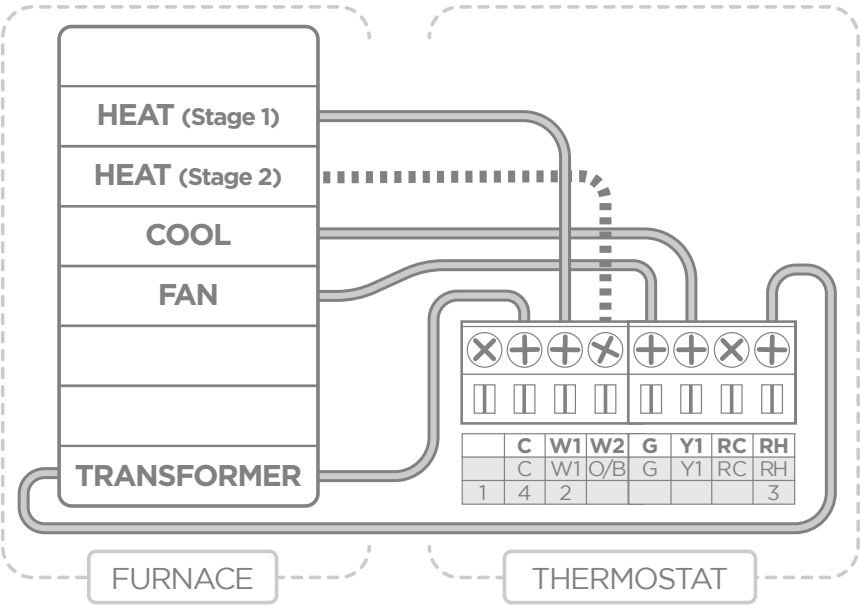 HEAT (Stage 1)
HEAT (Stage 2)
COOL
FAN
TRANSFORMER
C W1 W2 G Y1 RC RH
C W1 O/B G Y1 RC RH
1 4 2 3
FURNACE
THERMOSTAT